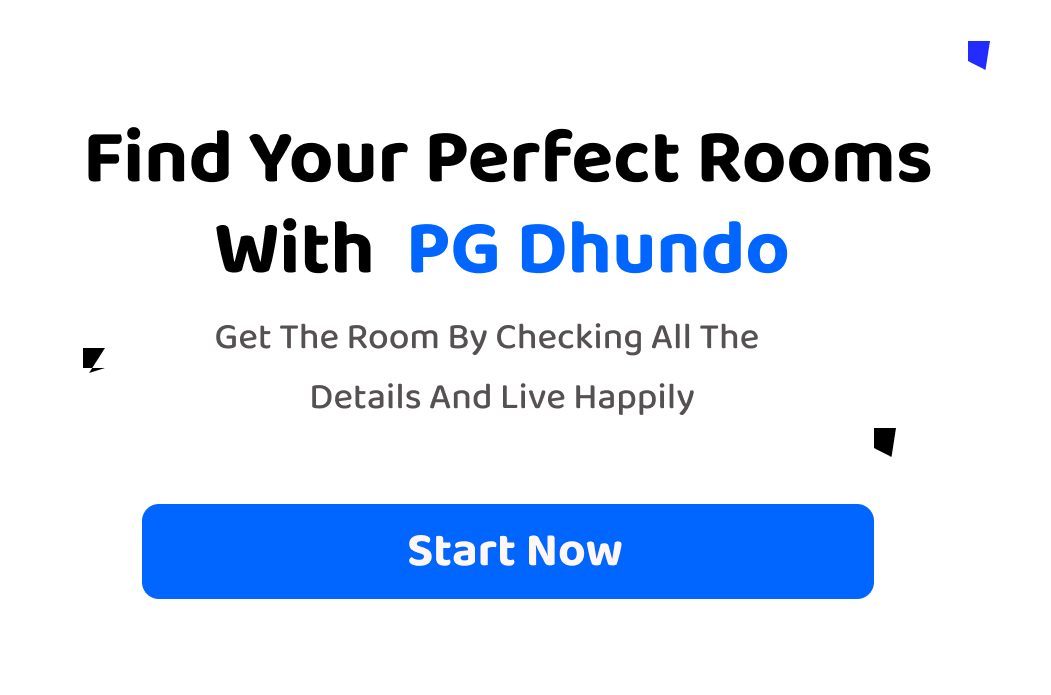 Find Your Perfect Rooms
With PG Dhundo
Get The Room By Checking All The
Details And Live Happily
Start Now